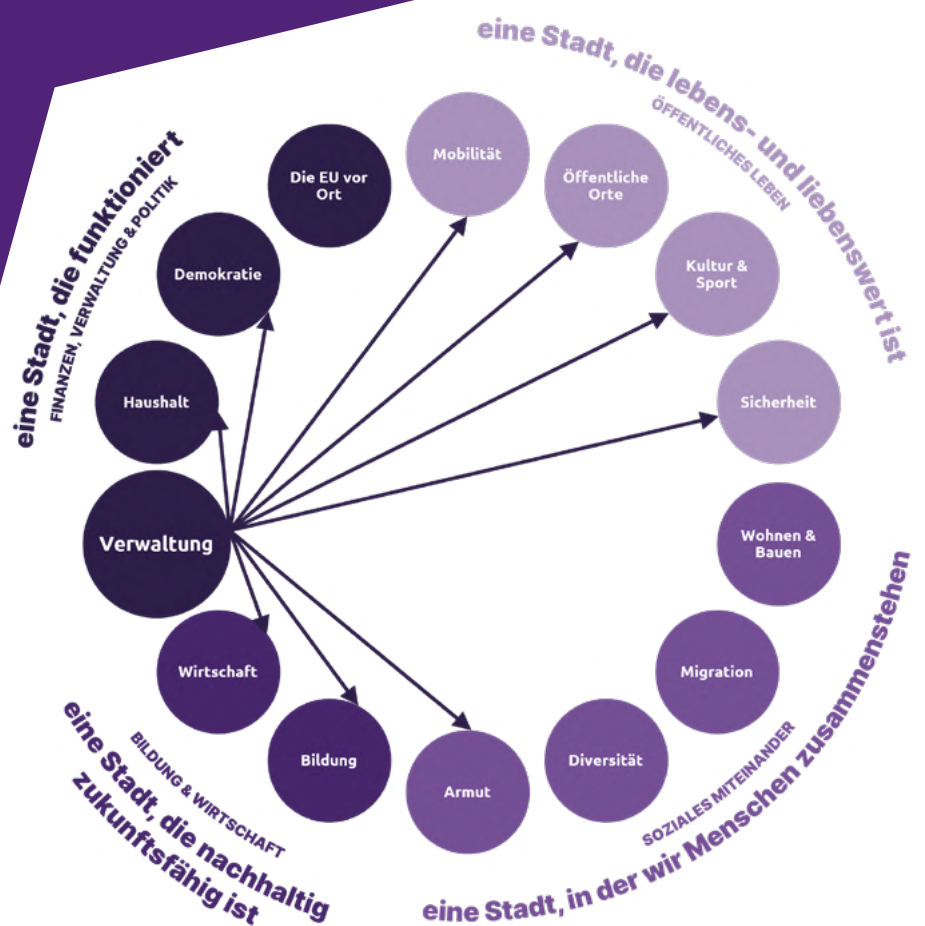 eine Stadt, die lebens- und liebenswert ist
ÖFFENTLICHES LEBEN
Mobilität
Öffentliche
Orte
Kultur &
Sport
Sicherheit
Wohnen &
Bauen
Migration
Diversität
Armut
SOZIALES MITEINANDER
eine Stadt, in der wir Menschen zusammenstehen
Bildung
Wirtschaft
BILDUNG & WIRTSCHAFT
eine Stadt, die nachhaltig
zukunftsfähig ist
Verwaltung
Haushalt
Demokratie
Die EU vor
Ort
eine Stadt, die funktioniert
FINANZEN, VERWALTUNG & POLITIK